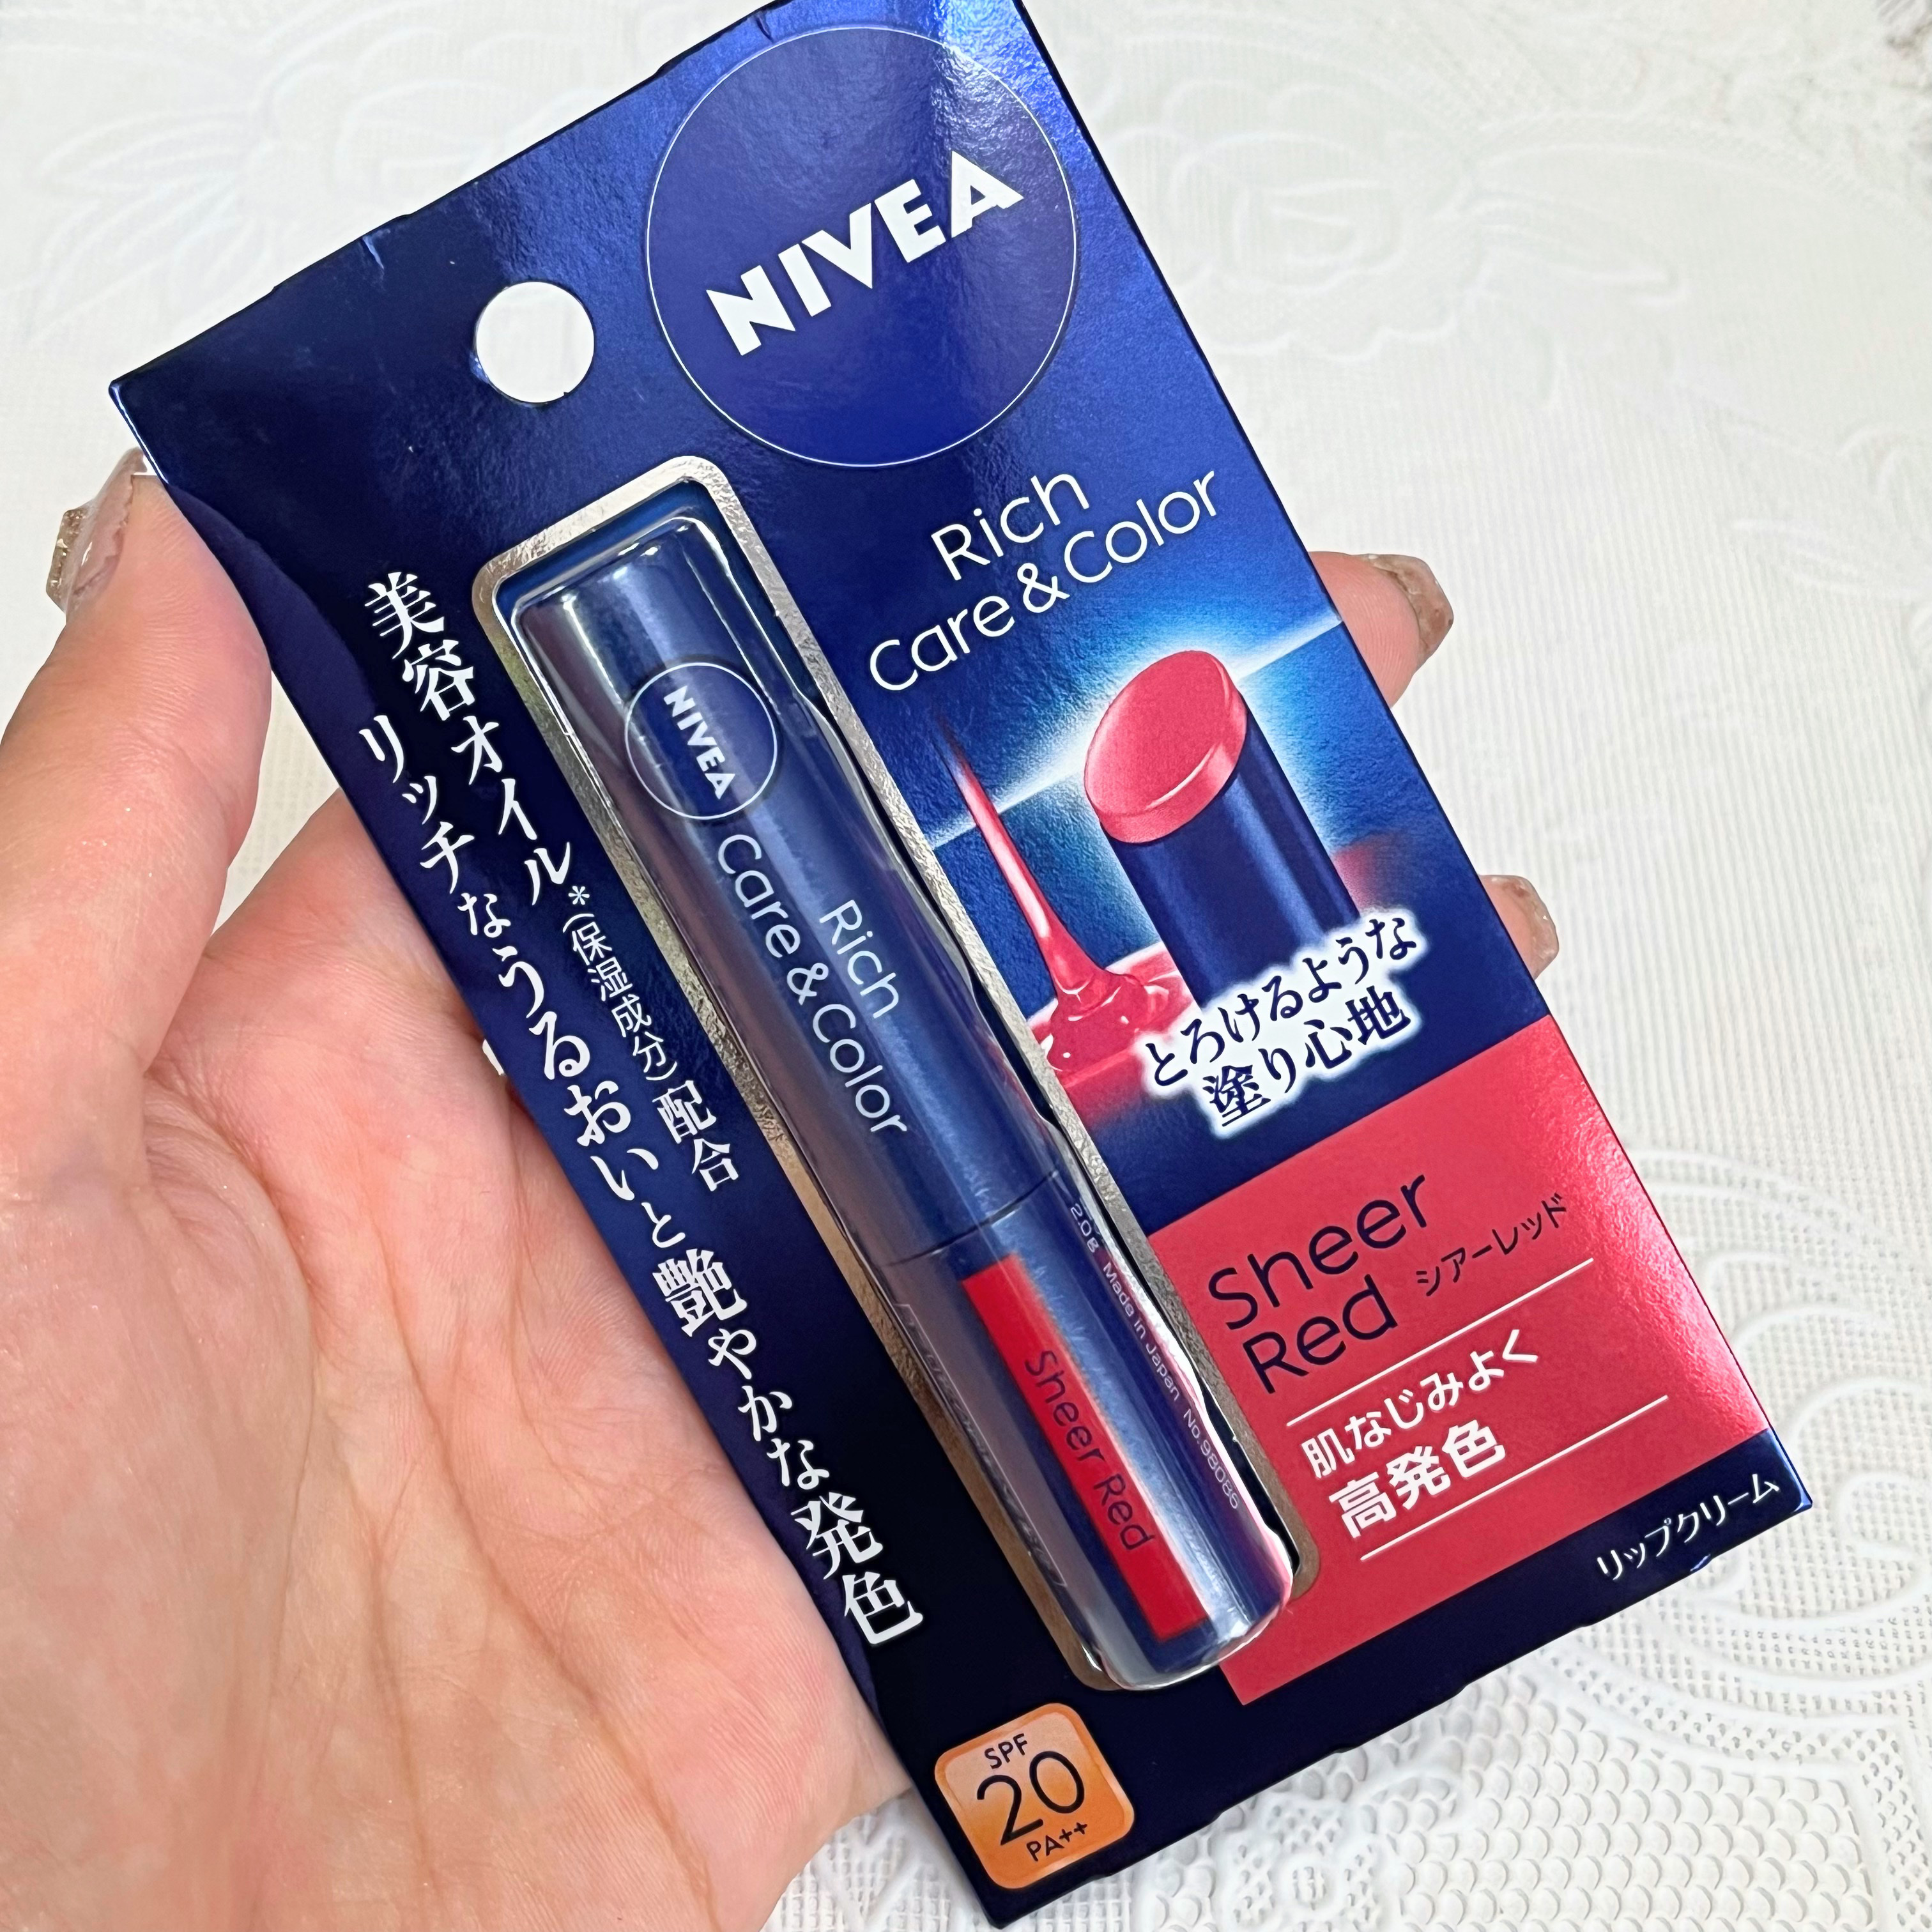 NIVEA
Rich
Care & Color
美容オイル*(保湿成分)配合
リッチなうるおいと艶やかな発色
NIVEA
Rich
Care & Color
2.0g Made in Japan No.98086
Sheer Red
とろけるような
塗り心地
Sheer
Red シアーレッド
肌なじみよく
高発色
リップクリーム
SPF
20
PA++